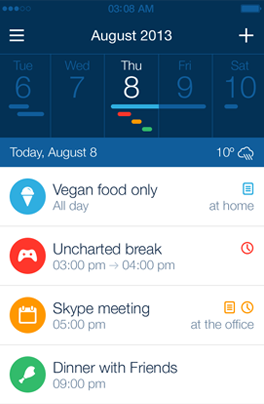 03:08 AM
August 2013
Tue Wed Thu Fri Sat
6 7 8 9 10
Today, August 8 10°
Vegan food only
All day at home
Uncharted break
03:00 pm → 04:00 pm
Skype meeting
05:00 pm at the office
Dinner with Friends
09:00 pm